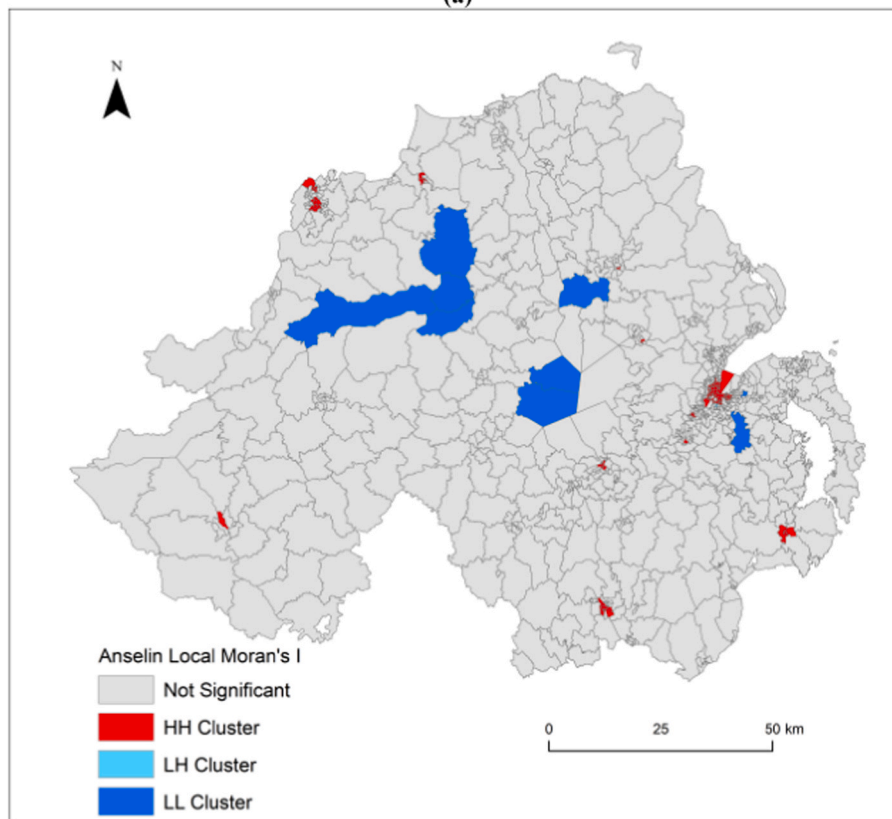 (a)
N
Anselin Local Moran's I
Not Significant
HH Cluster
LH Cluster
LL Cluster
0 25 50 km